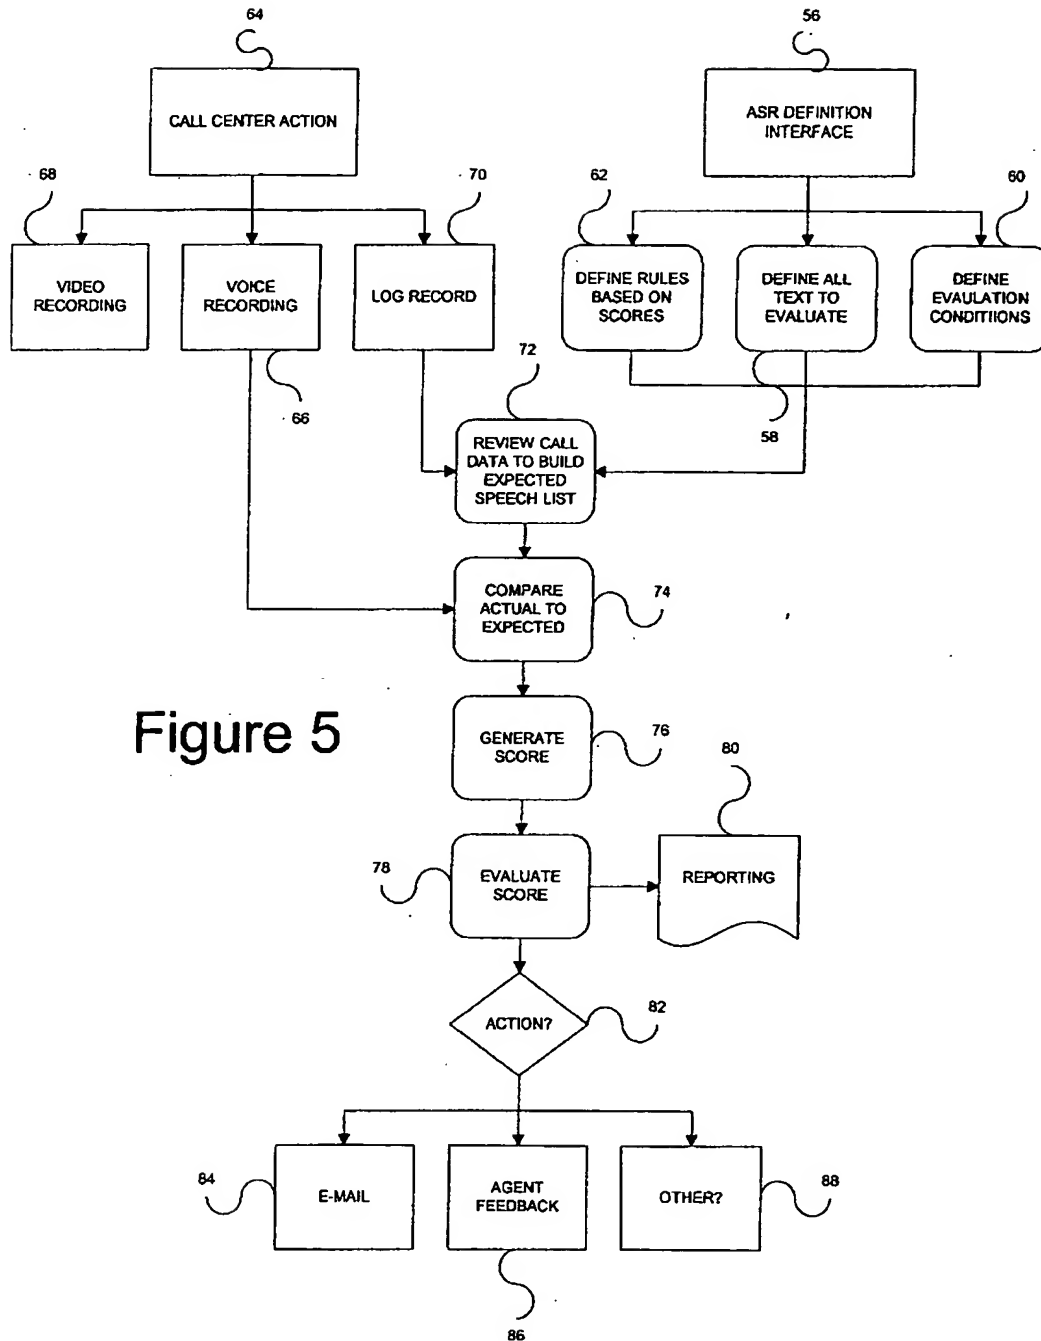 64
56
CALL CENTER ACTION
ASR DEFINITION
INTERFACE
68
70
62
60
VIDEO
RECORDING
VOICE
RECORDING
LOG RECORD
DEFINE RULES
BASED ON
SCORES
DEFINE ALL
TEXT TO
EVALUATE
DEFINE
EVAULATION
CONDITIIONS
72
66
58
REVIEW CALL
DATA TO BUILD
EXPECTED
SPEECH LIST
COMPARE
ACTUAL TO
EXPECTED
74
Figure 5
GENERATE
SCORE
76
80
78
EVALUATE
SCORE
REPORTING
ACTION?
82
84
E-MAIL
AGENT
FEEDBACK
OTHER?
88
86